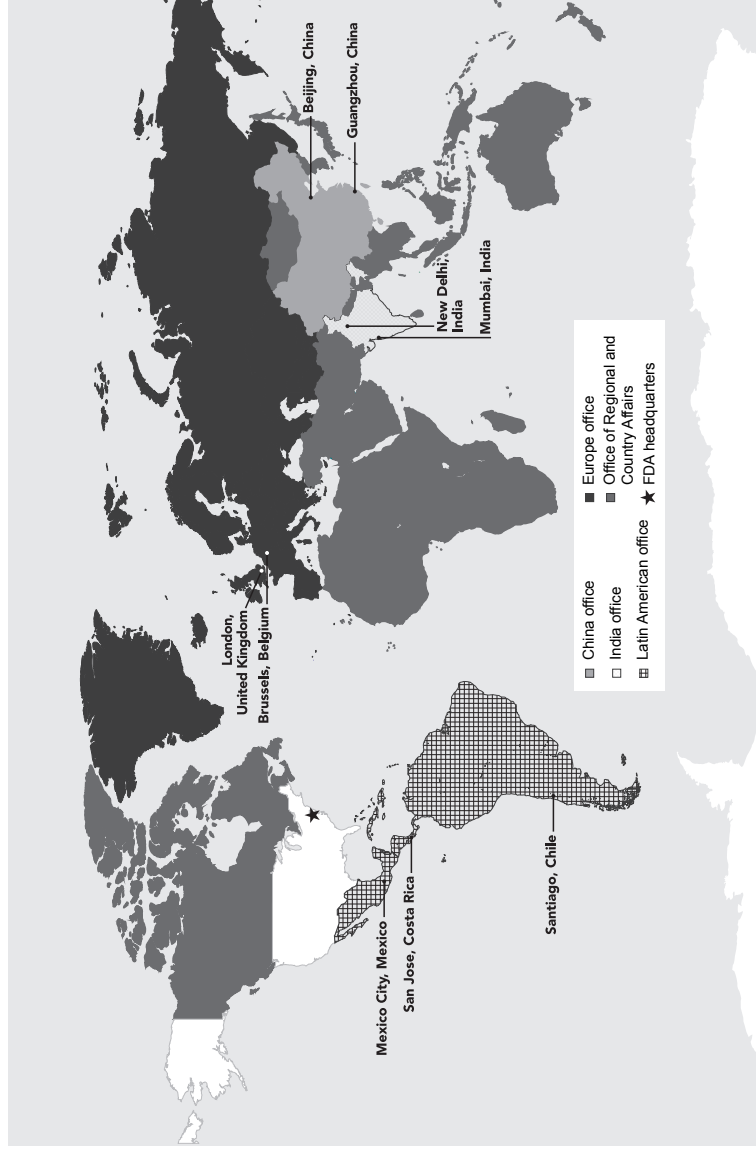 London,
United Kingdom
Brussels, Belgium
Beijing, China
Guangzhou, China
New Delhi,
India
Mumbai, India
Mexico City, Mexico
San Jose, Costa Rica
Santiago, Chile
China office
India office
Latin American office
Europe office
Office of Regional and
Country Affairs
FDA headquarters